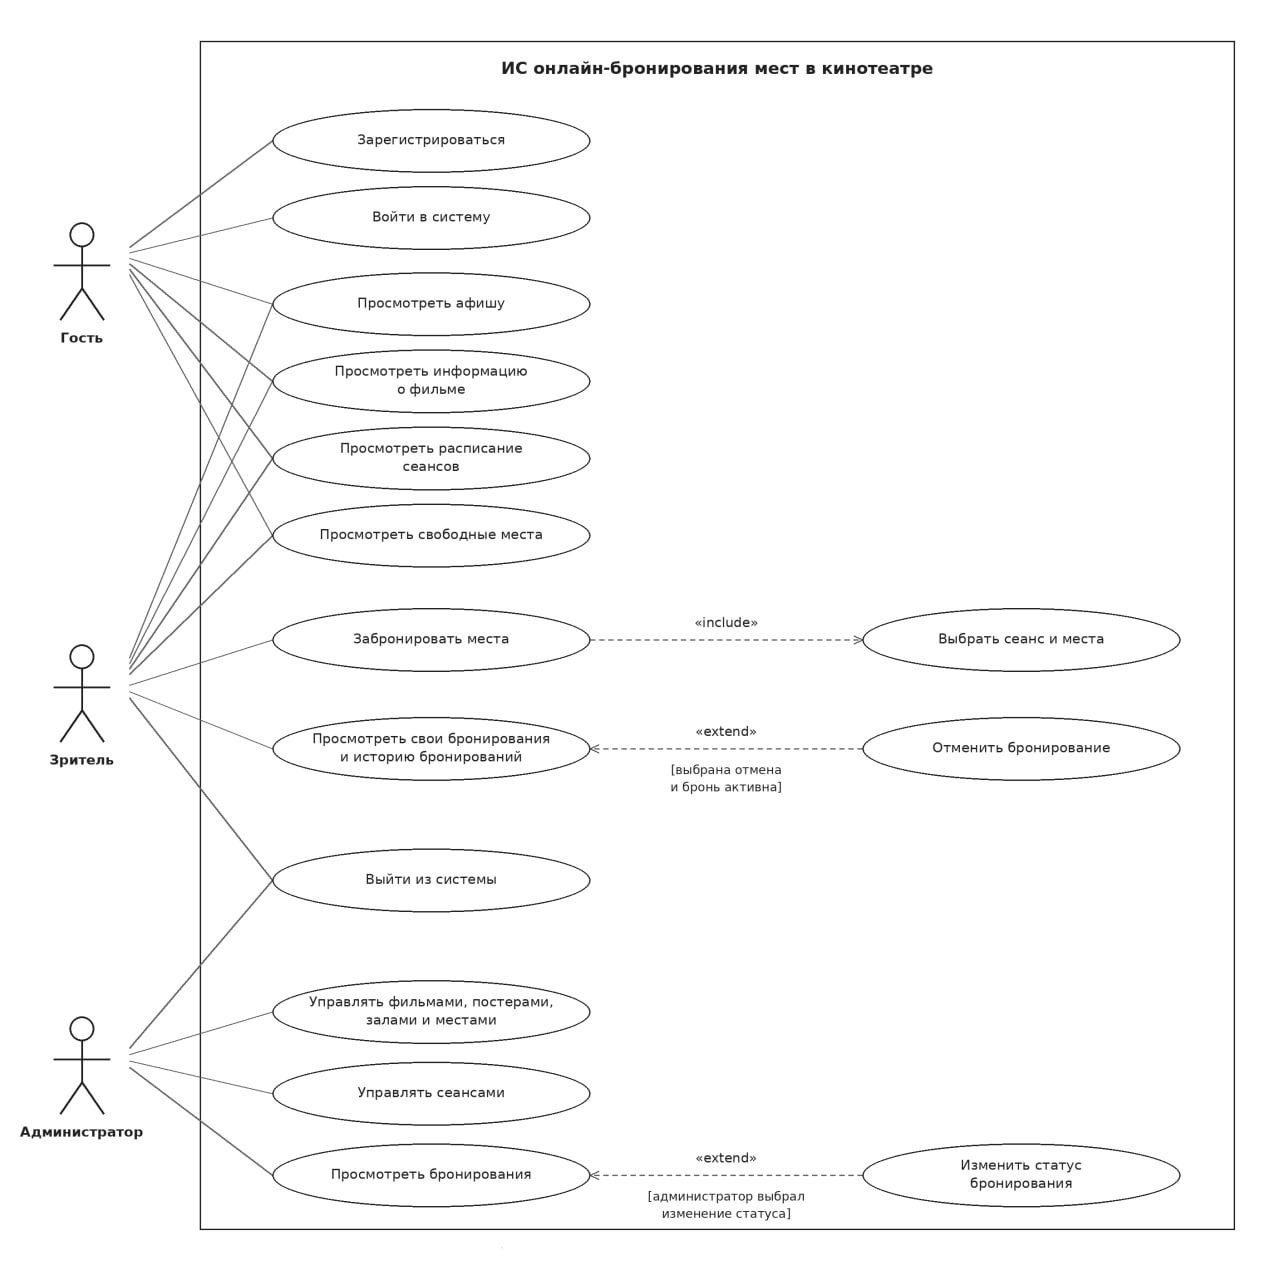 ИС онлайн-бронирования мест в кинотеатре
Зарегистрироваться
Войти в систему
Просмотреть афишу
Гость
Просмотреть информацию
о фильме
Просмотреть расписание
сеансов
Просмотреть свободные места
«include»
Забронировать места
Выбрать сеанс и места
«extend»
Просмотреть свои бронирования
и историю бронирований
Отменить бронирование
Зритель
[выбрана отмена
и бронь активна]
Выйти из системы
Управлять фильмами, постерами,
залами и местами
Управлять сеансами
Администратор
«extend»
Просмотреть бронирования
Изменить статус
бронирования
[администратор выбрал
изменение статуса]